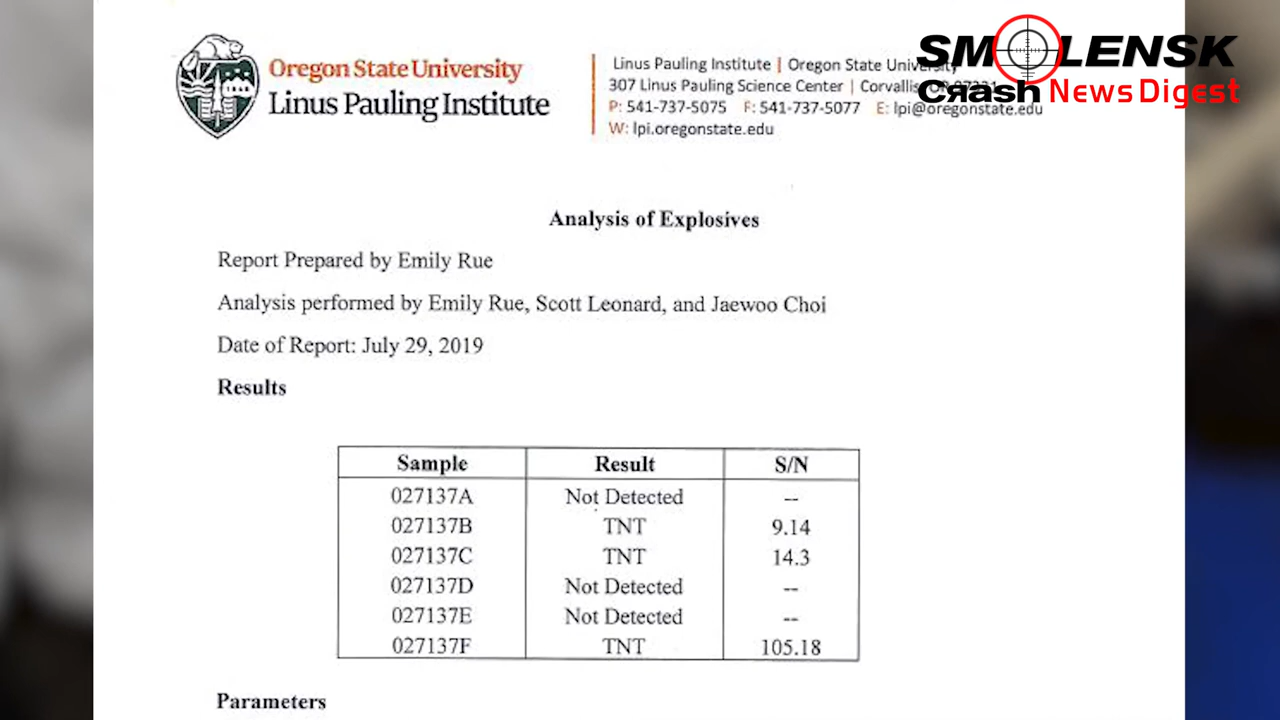 Oregon State University
Linus Pauling Institute
Linus Pauling Institute | Oregon State University
307 Linus Pauling Science Center | Corvallis,
P: 541-737-5075 F: 541-737-5077 E: lpi@oregonstate.edu
W: lpi.oregonstate.edu
SMOLENSK
Crash News Digest
Analysis of Explosives
Report Prepared by Emily Rue
Analysis performed by Emily Rue, Scott Leonard, and Jaewoo Choi
Date of Report: July 29, 2019
Results
Sample Result S/N
027137A Not Detected --
027137B TNT 9.14
027137C TNT 14.3
027137D Not Detected --
027137E Not Detected --
027137F TNT 105.18
Parameters